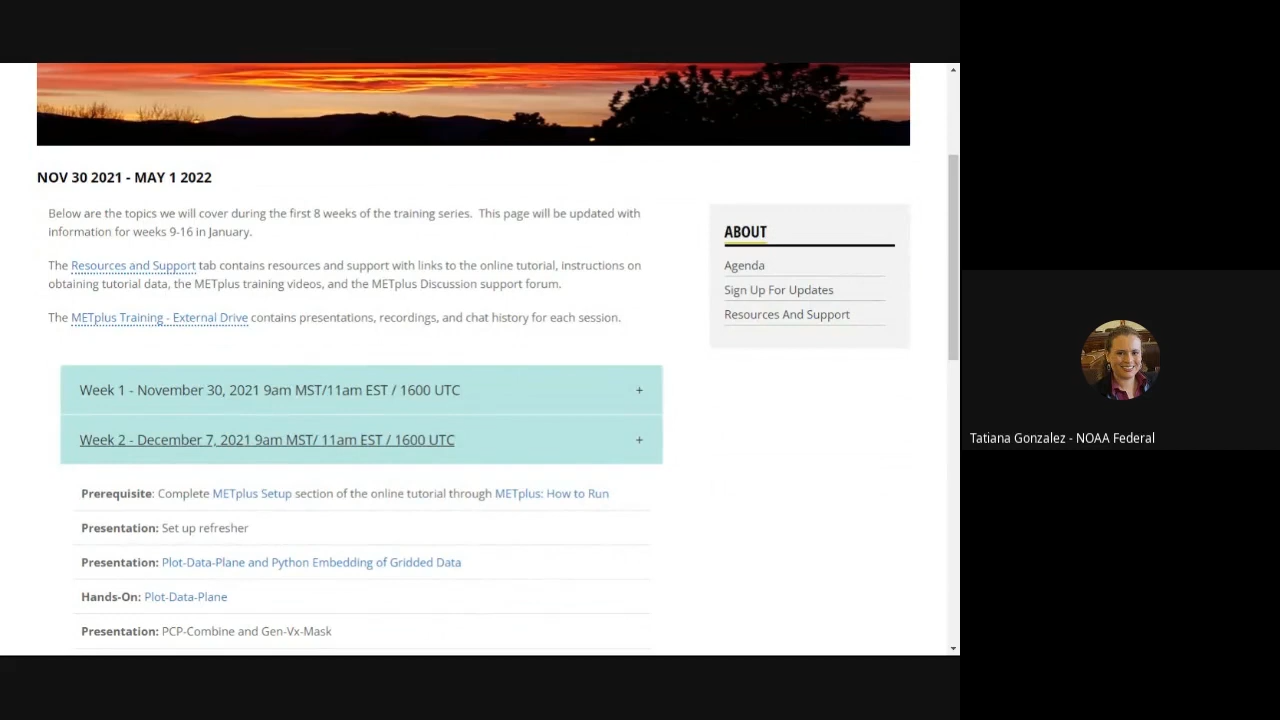 NOV 30 2021 - MAY 1 2022
Below are the topics we will cover during the first 8 weeks of the training series.  This page will be updated with
information for weeks 9-16 in January.
The Resources and Support tab contains resources and support with links to the online tutorial, instructions on
obtaining tutorial data, the METplus training videos, and the METplus Discussion support forum.
The METplus Training - External Drive contains presentations, recordings, and chat history for each session.
Week 1 - November 30, 2021 9am MST/11am EST / 1600 UTC +
Week 2 - December 7, 2021 9am MST/ 11am EST / 1600 UTC +
Prerequisite: Complete METplus Setup section of the online tutorial through METplus: How to Run
Presentation: Set up refresher
Presentation: Plot-Data-Plane and Python Embedding of Gridded Data
Hands-On: Plot-Data-Plane
Presentation: PCP-Combine and Gen-Vx-Mask
ABOUT
Agenda
Sign Up For Updates
Resources And Support
Tatiana Gonzalez - NOAA Federal